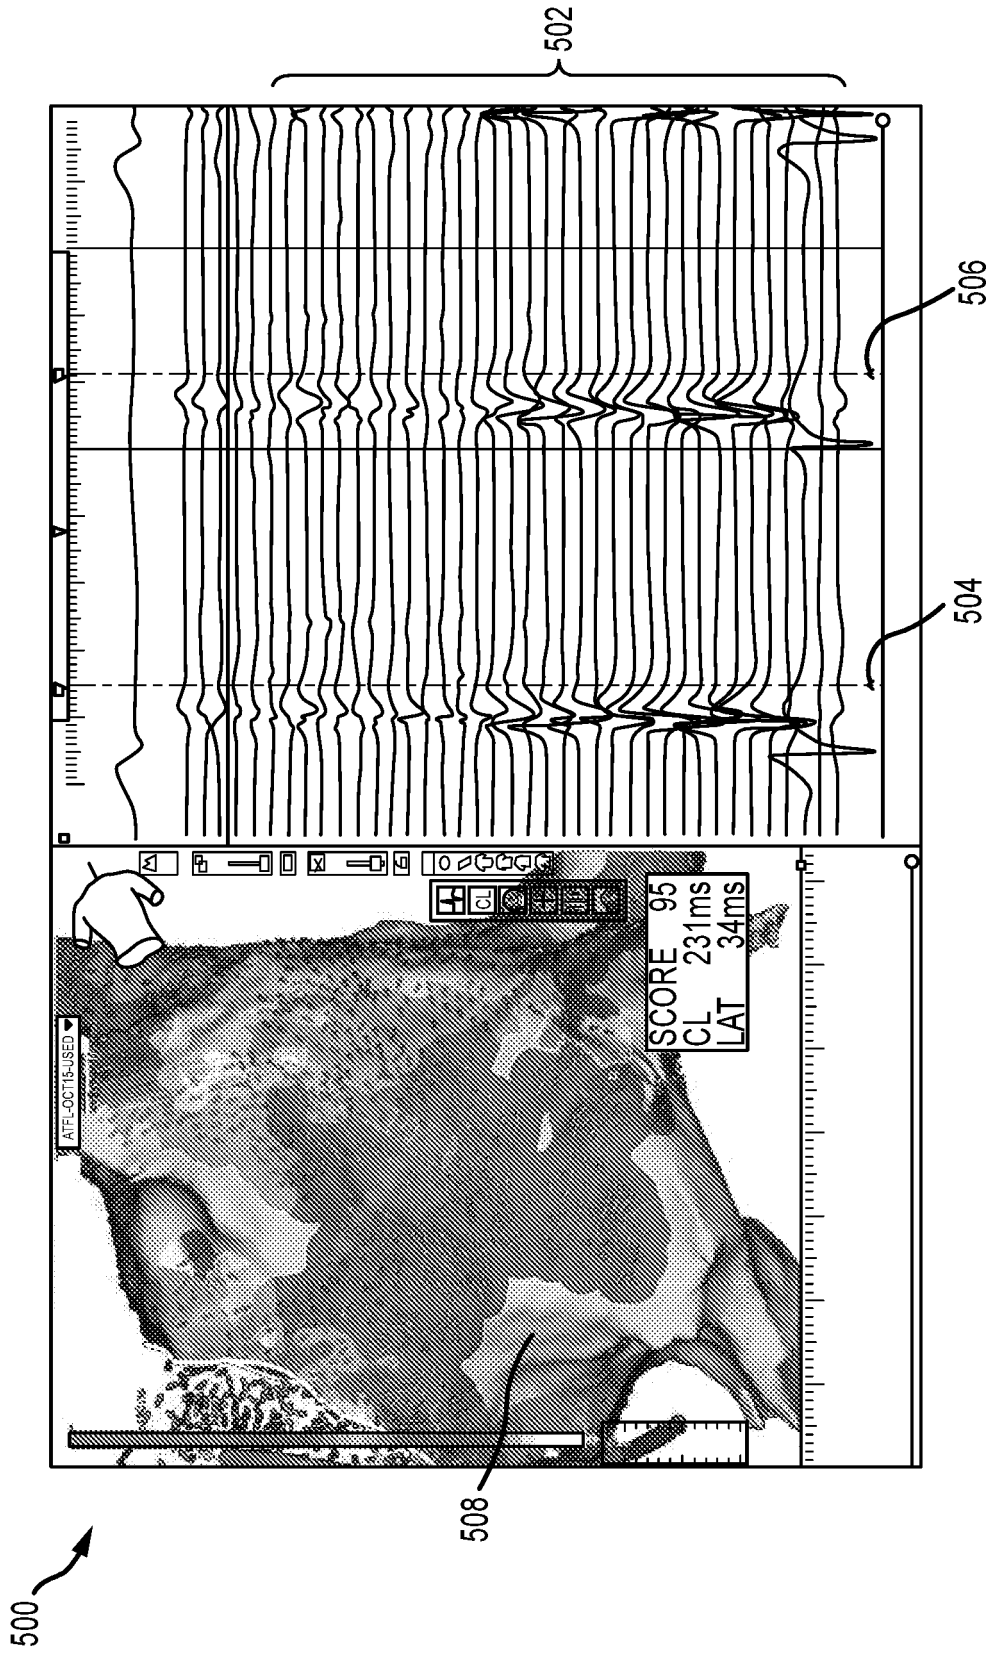 500
508
ATFL-OCT15-USED
CL
SCORE 95
CL 231ms
LAT 34ms
502
504
506